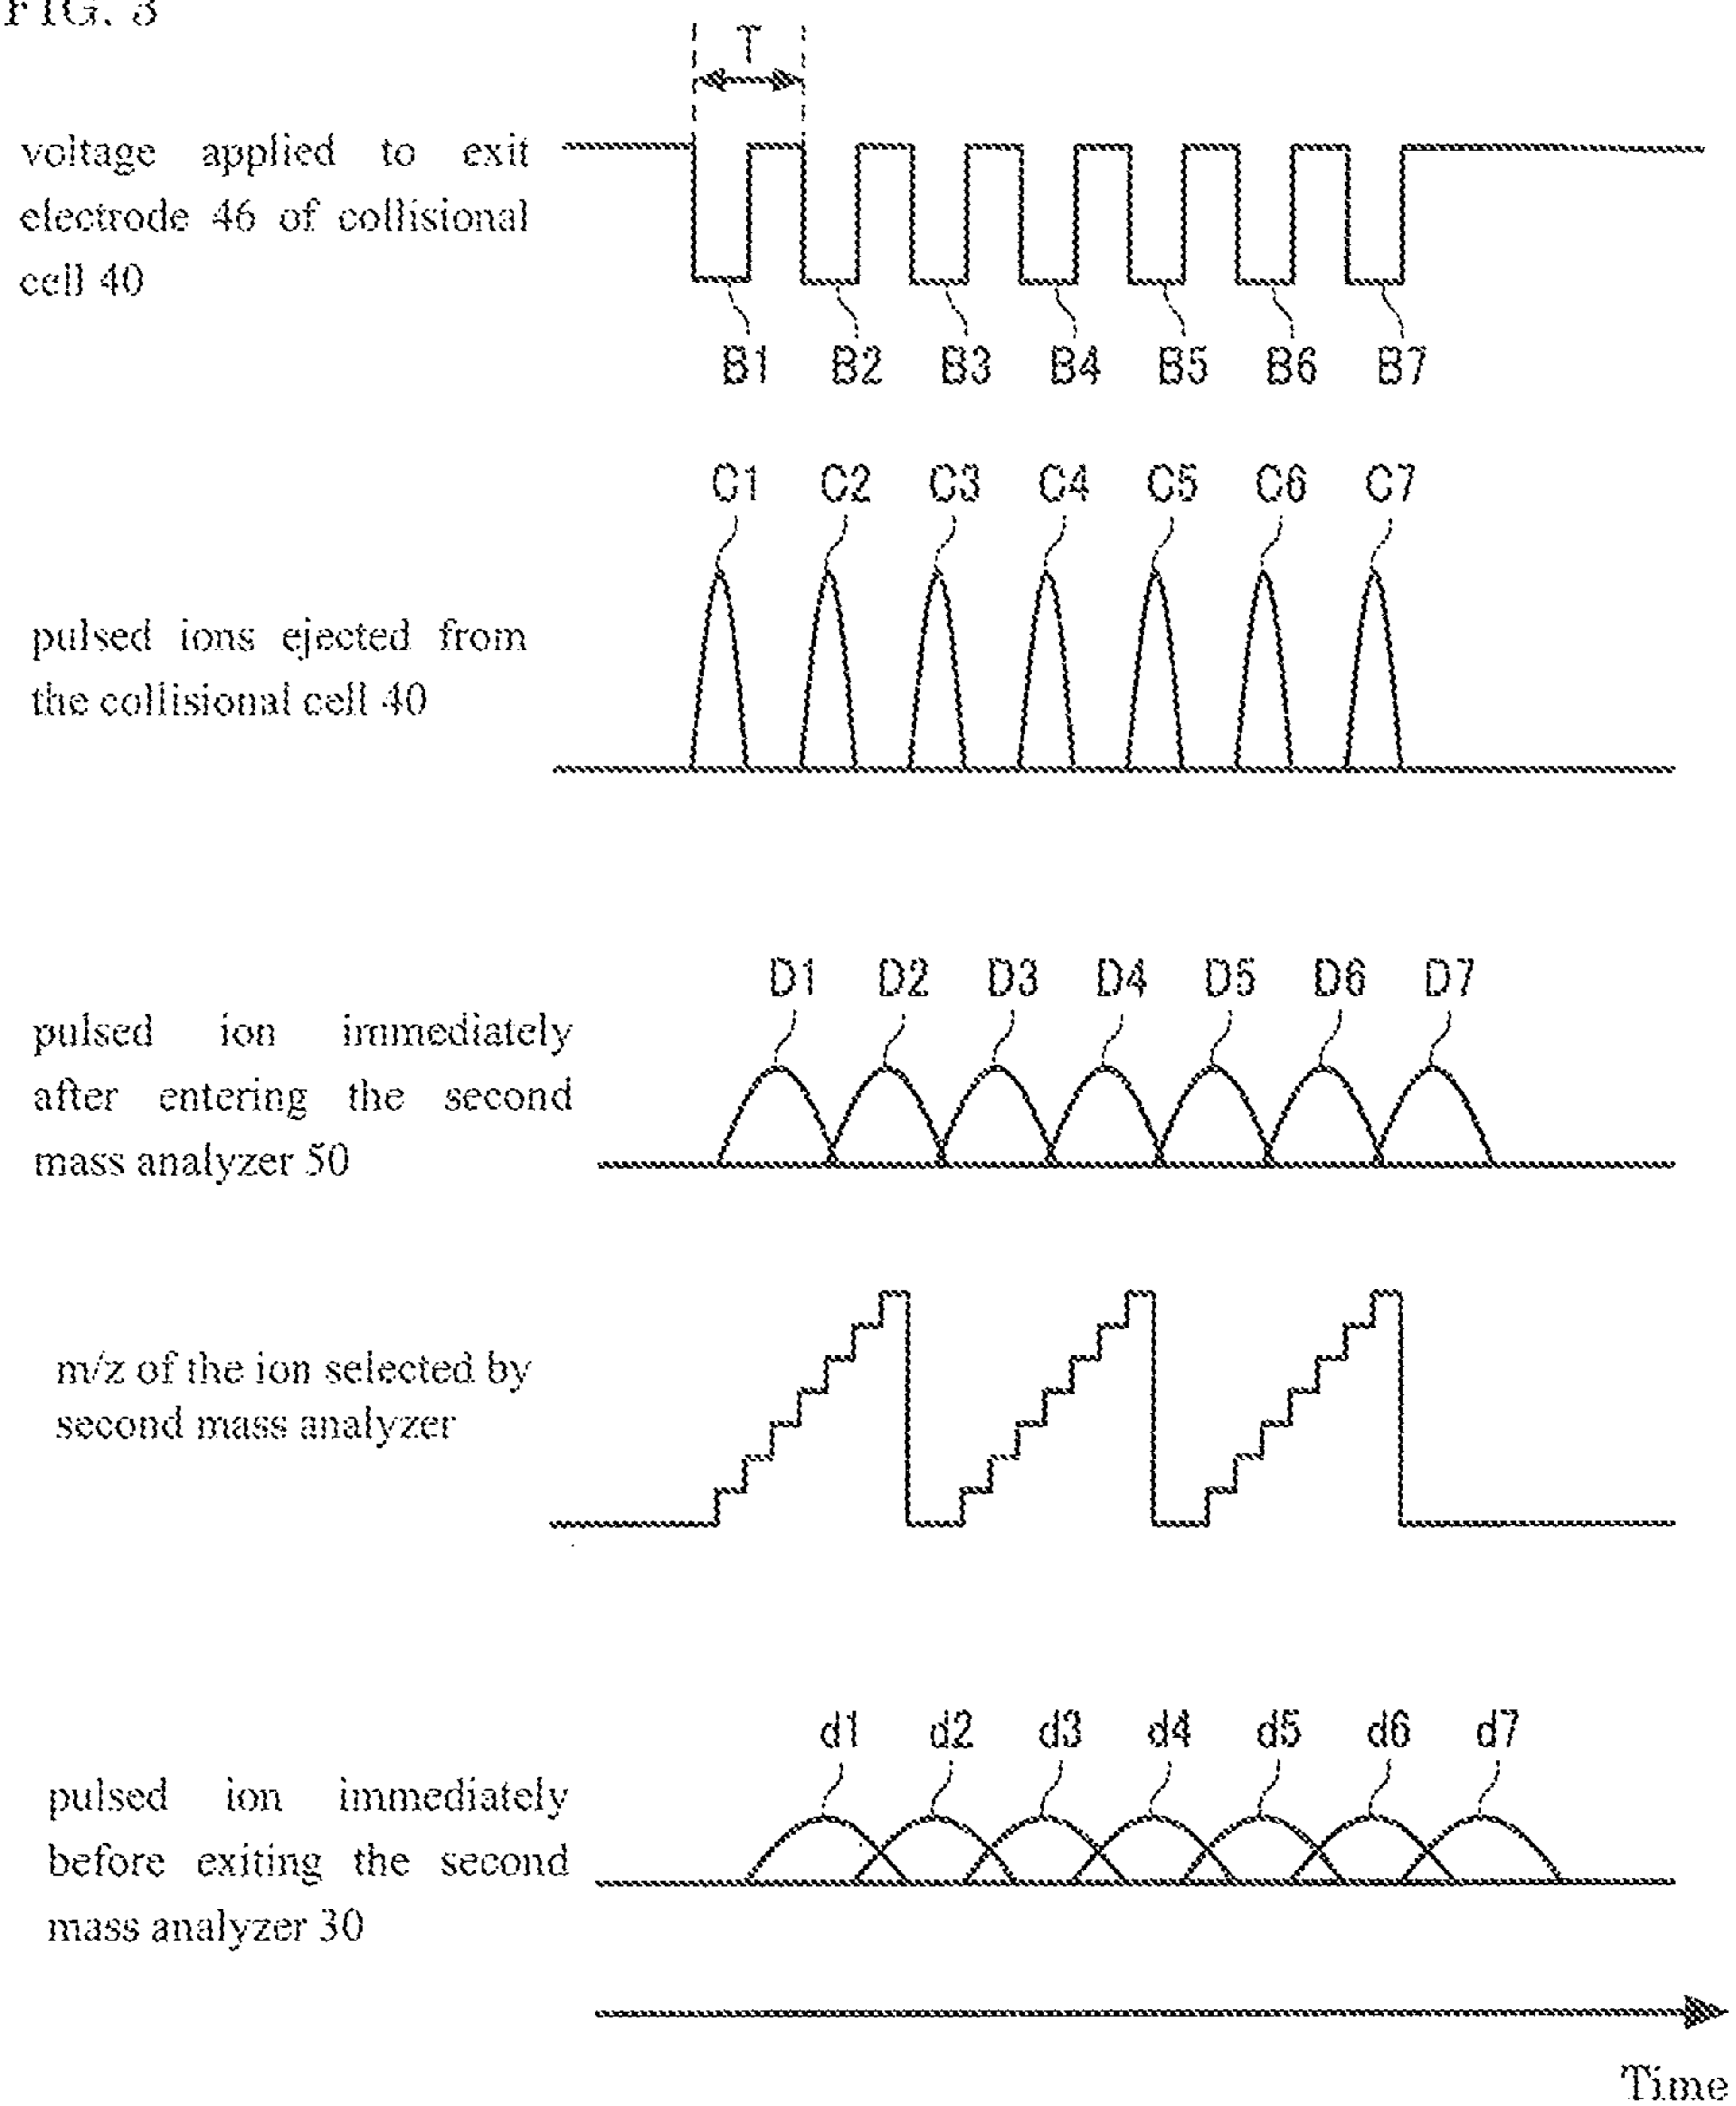 FIG. 3
T
voltage applied to exit
electrode 46 of collisional
cell 40
B1 B2 B3 B4 B5 B6 B7
C1 C2 C3 C4 C5 C6 C7
pulsed ions ejected from
the collisional cell 40
D1 D2 D3 D4 D5 D6 D7
pulsed ion immediately
after entering the second
mass analyzer 50
m/z of the ion selected by
second mass analyzer
d1 d2 d3 d4 d5 d6 d7
pulsed ion immediately
before exiting the second
mass analyzer 30
Time